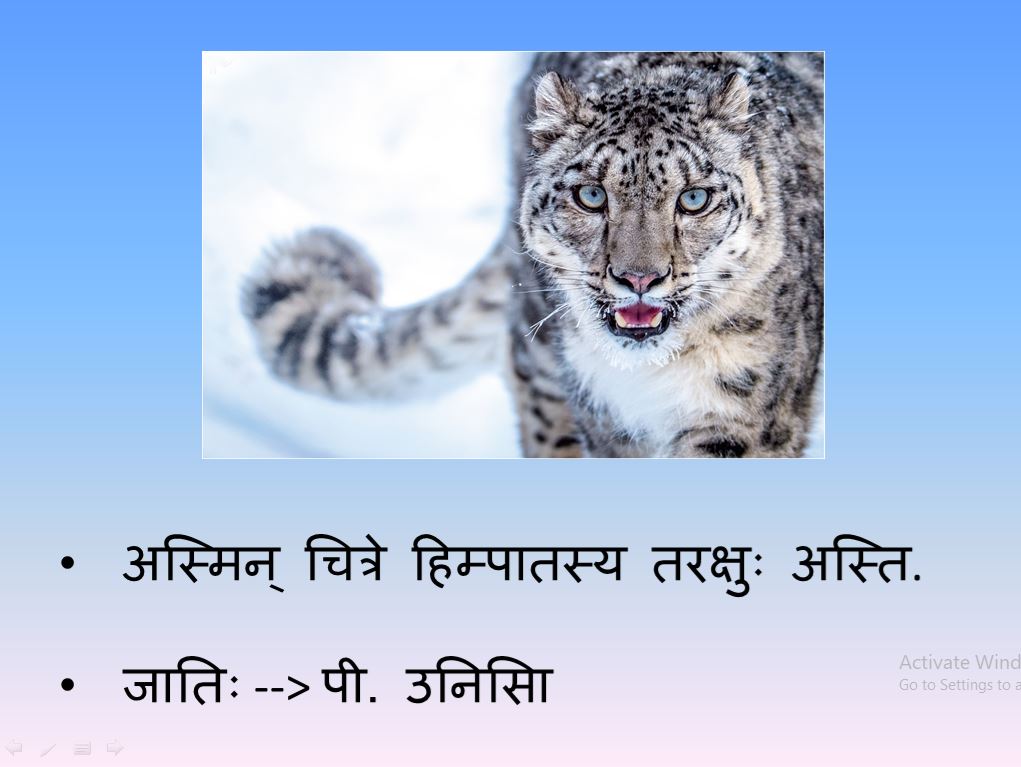 • अस्मिन् चित्रे हिम्पातस्य तरक्षुः अस्ति.
• जातिः --> पी. उनिसिा
Activate Wind
Go to Settings to a